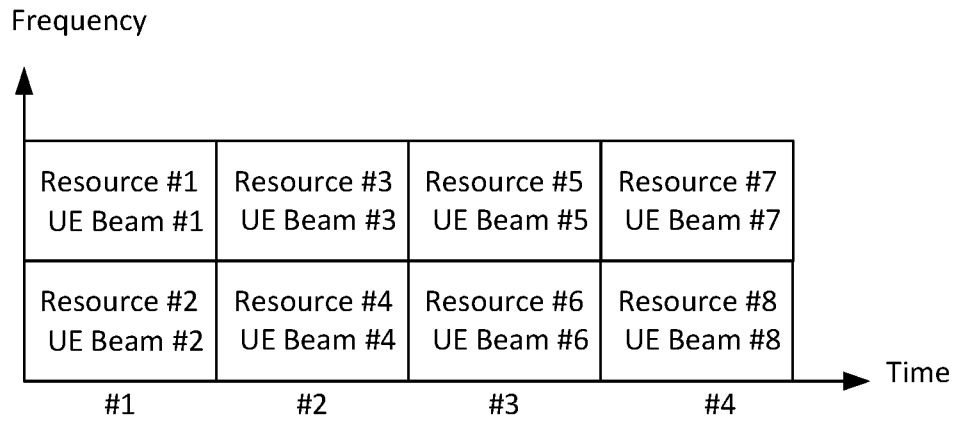 Frequency
Resource #1
UE Beam #1
Resource #3
UE Beam #3
Resource #5
UE Beam #5
Resource #7
UE Beam #7
Resource #2
UE Beam #2
Resource #4
UE Beam #4
Resource #6
UE Beam #6
Resource #8
UE Beam #8
Time
#1
#2
#3
#4